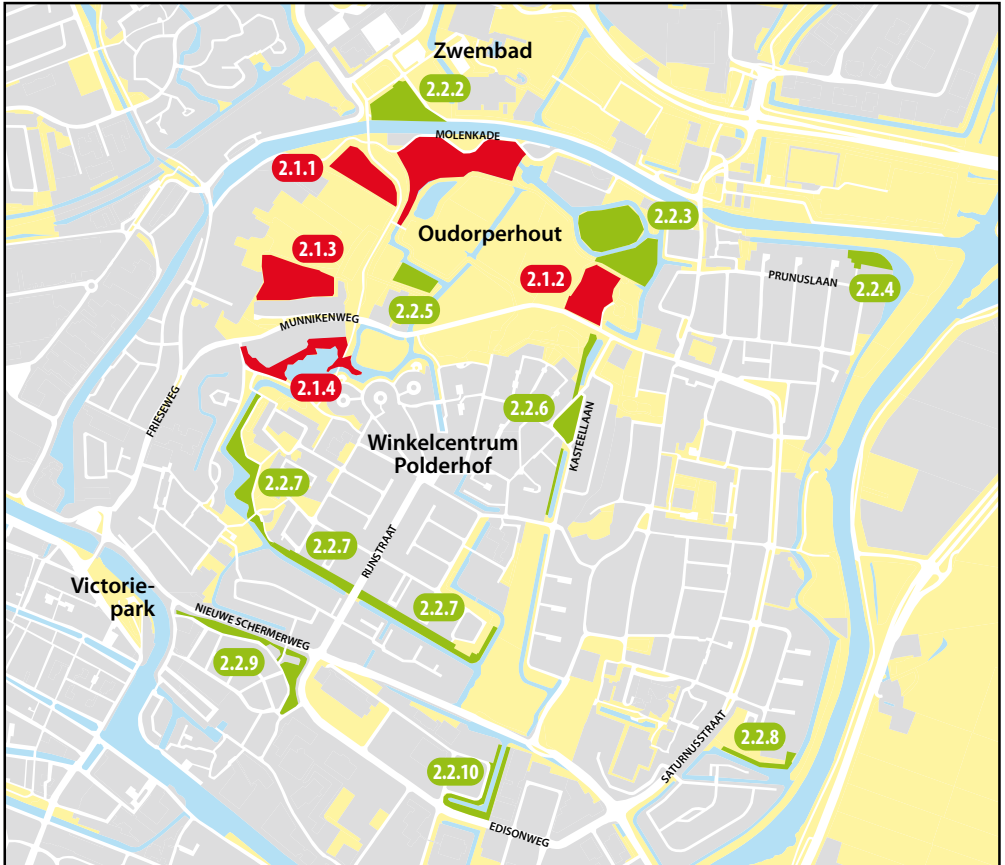 Zwembad
2.2.2
MOLENKADE
2.1.1
2.2.3
Oudorperhout
2.1.3
2.1.2
PRUNUSLAAN
2.2.4
2.2.5
MUNNIKENWEG
2.1.4
FRIESEWEG
2.2.6
KASTEELLAAN
Winkelcentrum
Polderhof
2.2.7
2.2.7
RIJNSTRAAT
Victorie-
park
2.2.7
NIEUWE SCHERMERWEG
2.2.9
SATURNUSSTRAAT
2.2.8
2.2.10
EDISONWEG